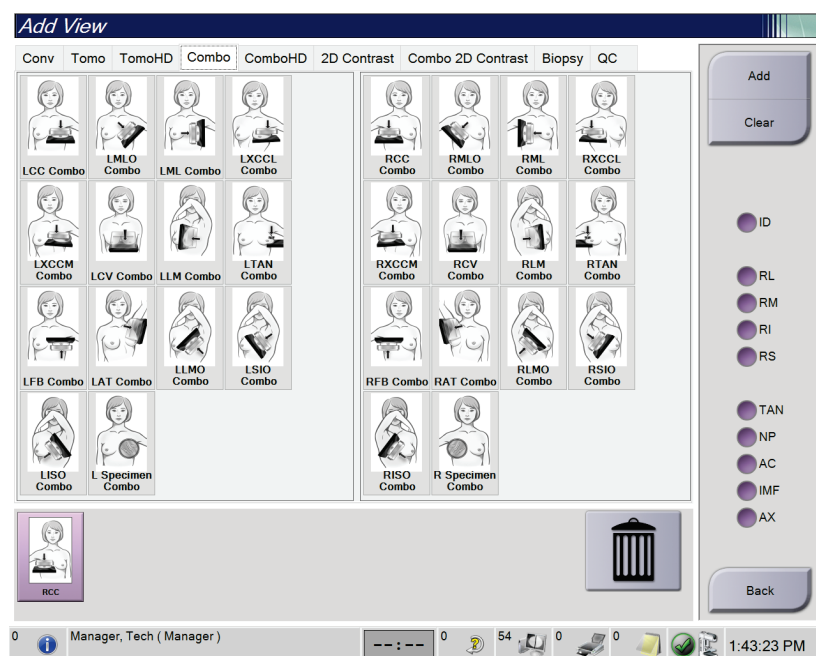 Add View
Conv Tomo TomoHD Combo ComboHD 2D Contrast Combo 2D Contrast Biopsy QC
LCC Combo
LMLO
Combo
LML Combo
LXCCL
Combo
RCC
Combo
RMLO
Combo
RML
Combo
RXCCL
Combo
LXCCM
Combo
LCV Combo
LLM Combo
LTAN
Combo
RXCCM
Combo
RCV
Combo
RLM
Combo
RTAN
Combo
LFB Combo
LAT Combo
LLMO
Combo
LSIO
Combo
RFB Combo
RAT Combo
RLMO
Combo
RSIO
Combo
LISO
Combo
L Specimen
Combo
RISO
Combo
R Specimen
Combo
RCC
Add
Clear
ID
RL
RM
RI
RS
TAN
NP
AC
IMF
AX
Back
0 Manager, Tech ( Manager ) --:-- 0 54 0 0 1:43:23 PM